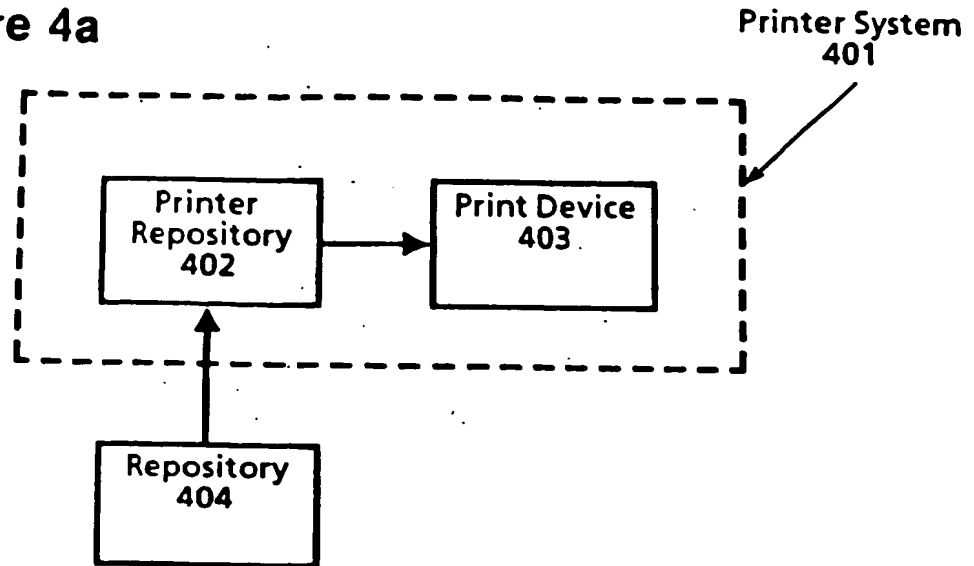 re 4a
Printer System
401
Printer
Repository
402
Print Device
403
Repository
404